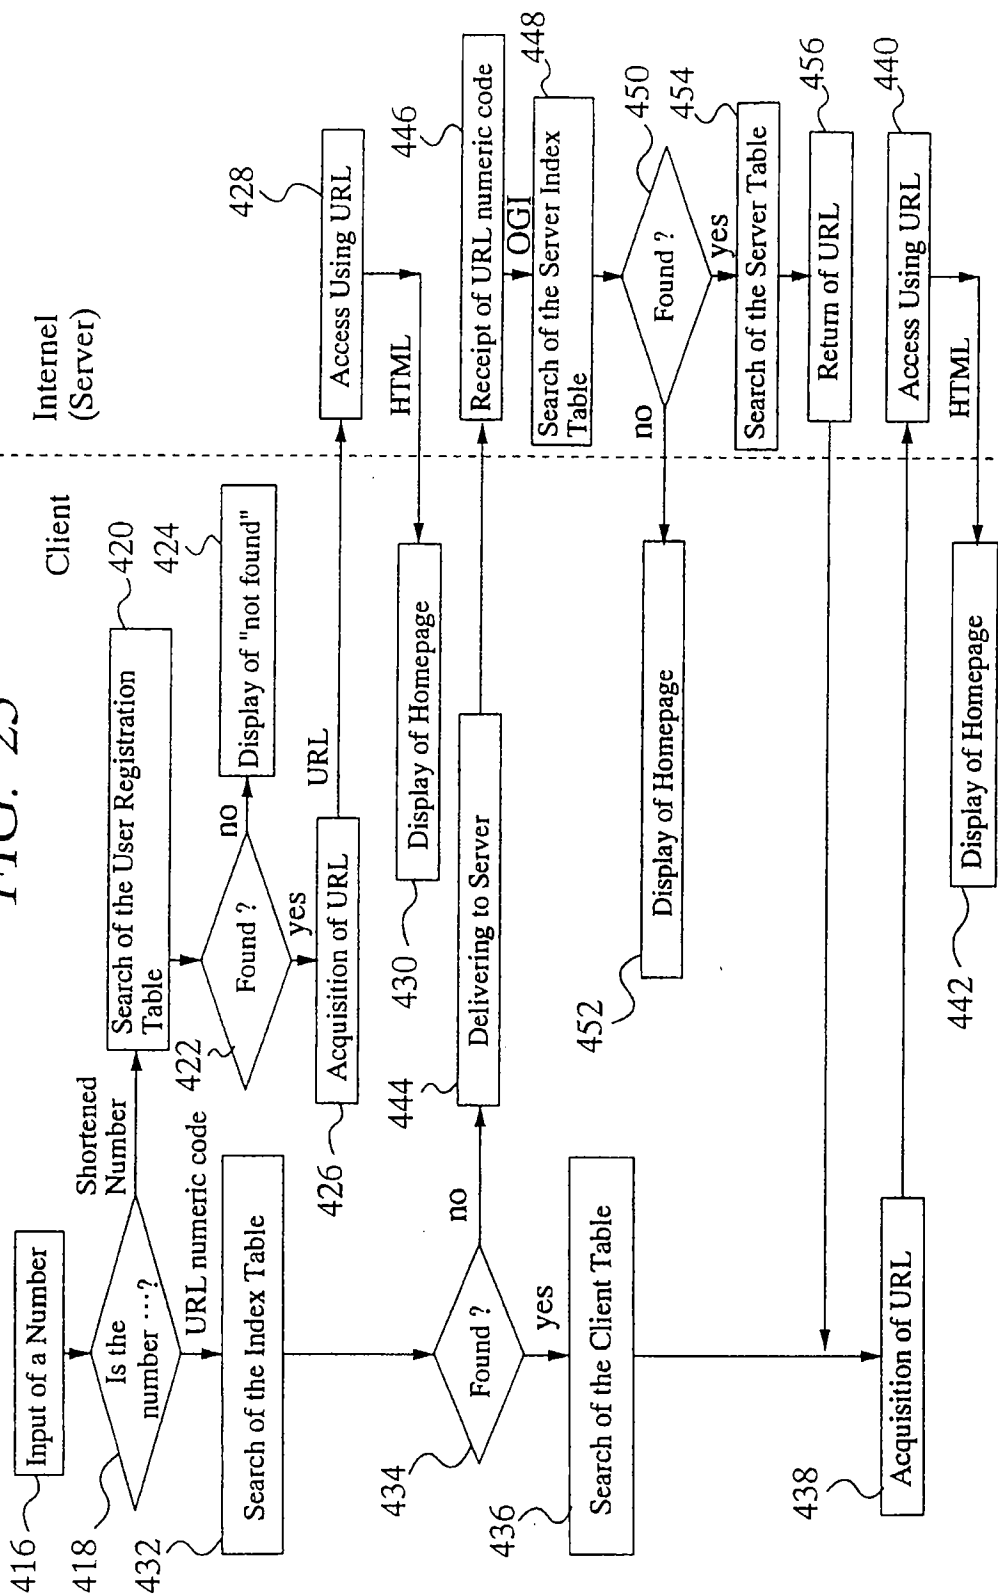 FIG. 25
Internel
(Server)
Client
416
Input of a Number
418
Is the
number ...?
Shortened
Number
420
Search of the User Registration
Table
422
Found ?
no
424
Display of "not found"
yes
426
Acquisition of URL
URL
428
Access Using URL
HTML
430
Display of Homepage
URL numeric code
432
Search of the Index Table
434
Found ?
no
444
Delivering to Server
446
Receipt of URL numeric code
OGI
448
Search of the Server Index
Table
450
Found ?
no
452
Display of Homepage
yes
454
Search of the Server Table
456
Return of URL
yes
436
Search of the Client Table
438
Acquisition of URL
440
Access Using URL
HTML
442
Display of Homepage